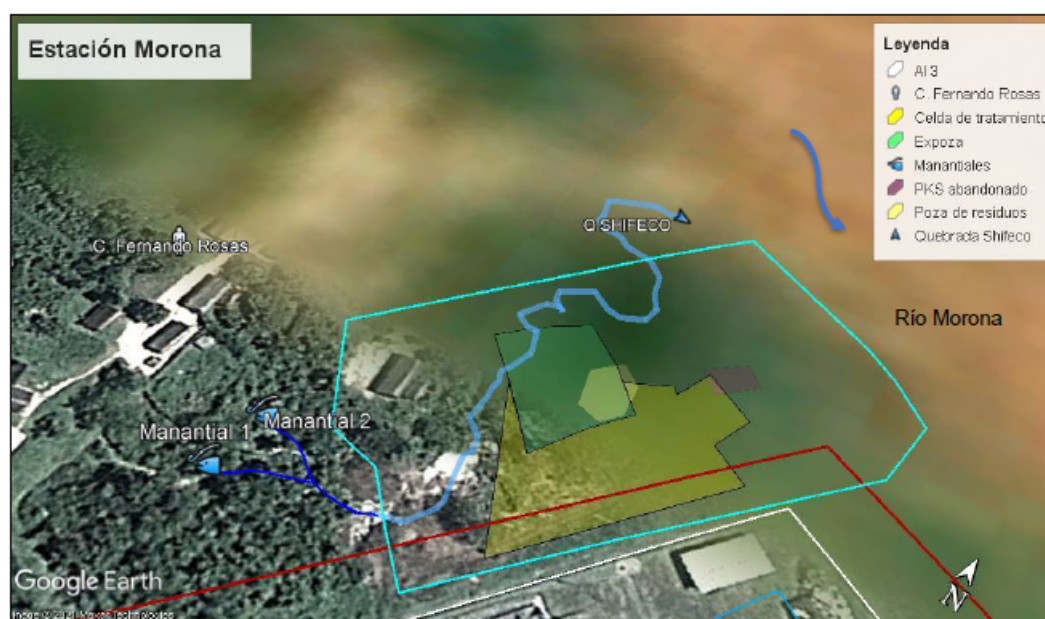 Estación Morona
Leyenda
AI 3
C. Fernando Rosas
Celda de tratamiento
Expoza
Manantiales
PKS abandonado
Poza de residuos
Quebrada Shifeco
Q SHIFECO
C. Fernando Rosas
Río Morona
Manantial 2
Manantial 1
Google Earth
N